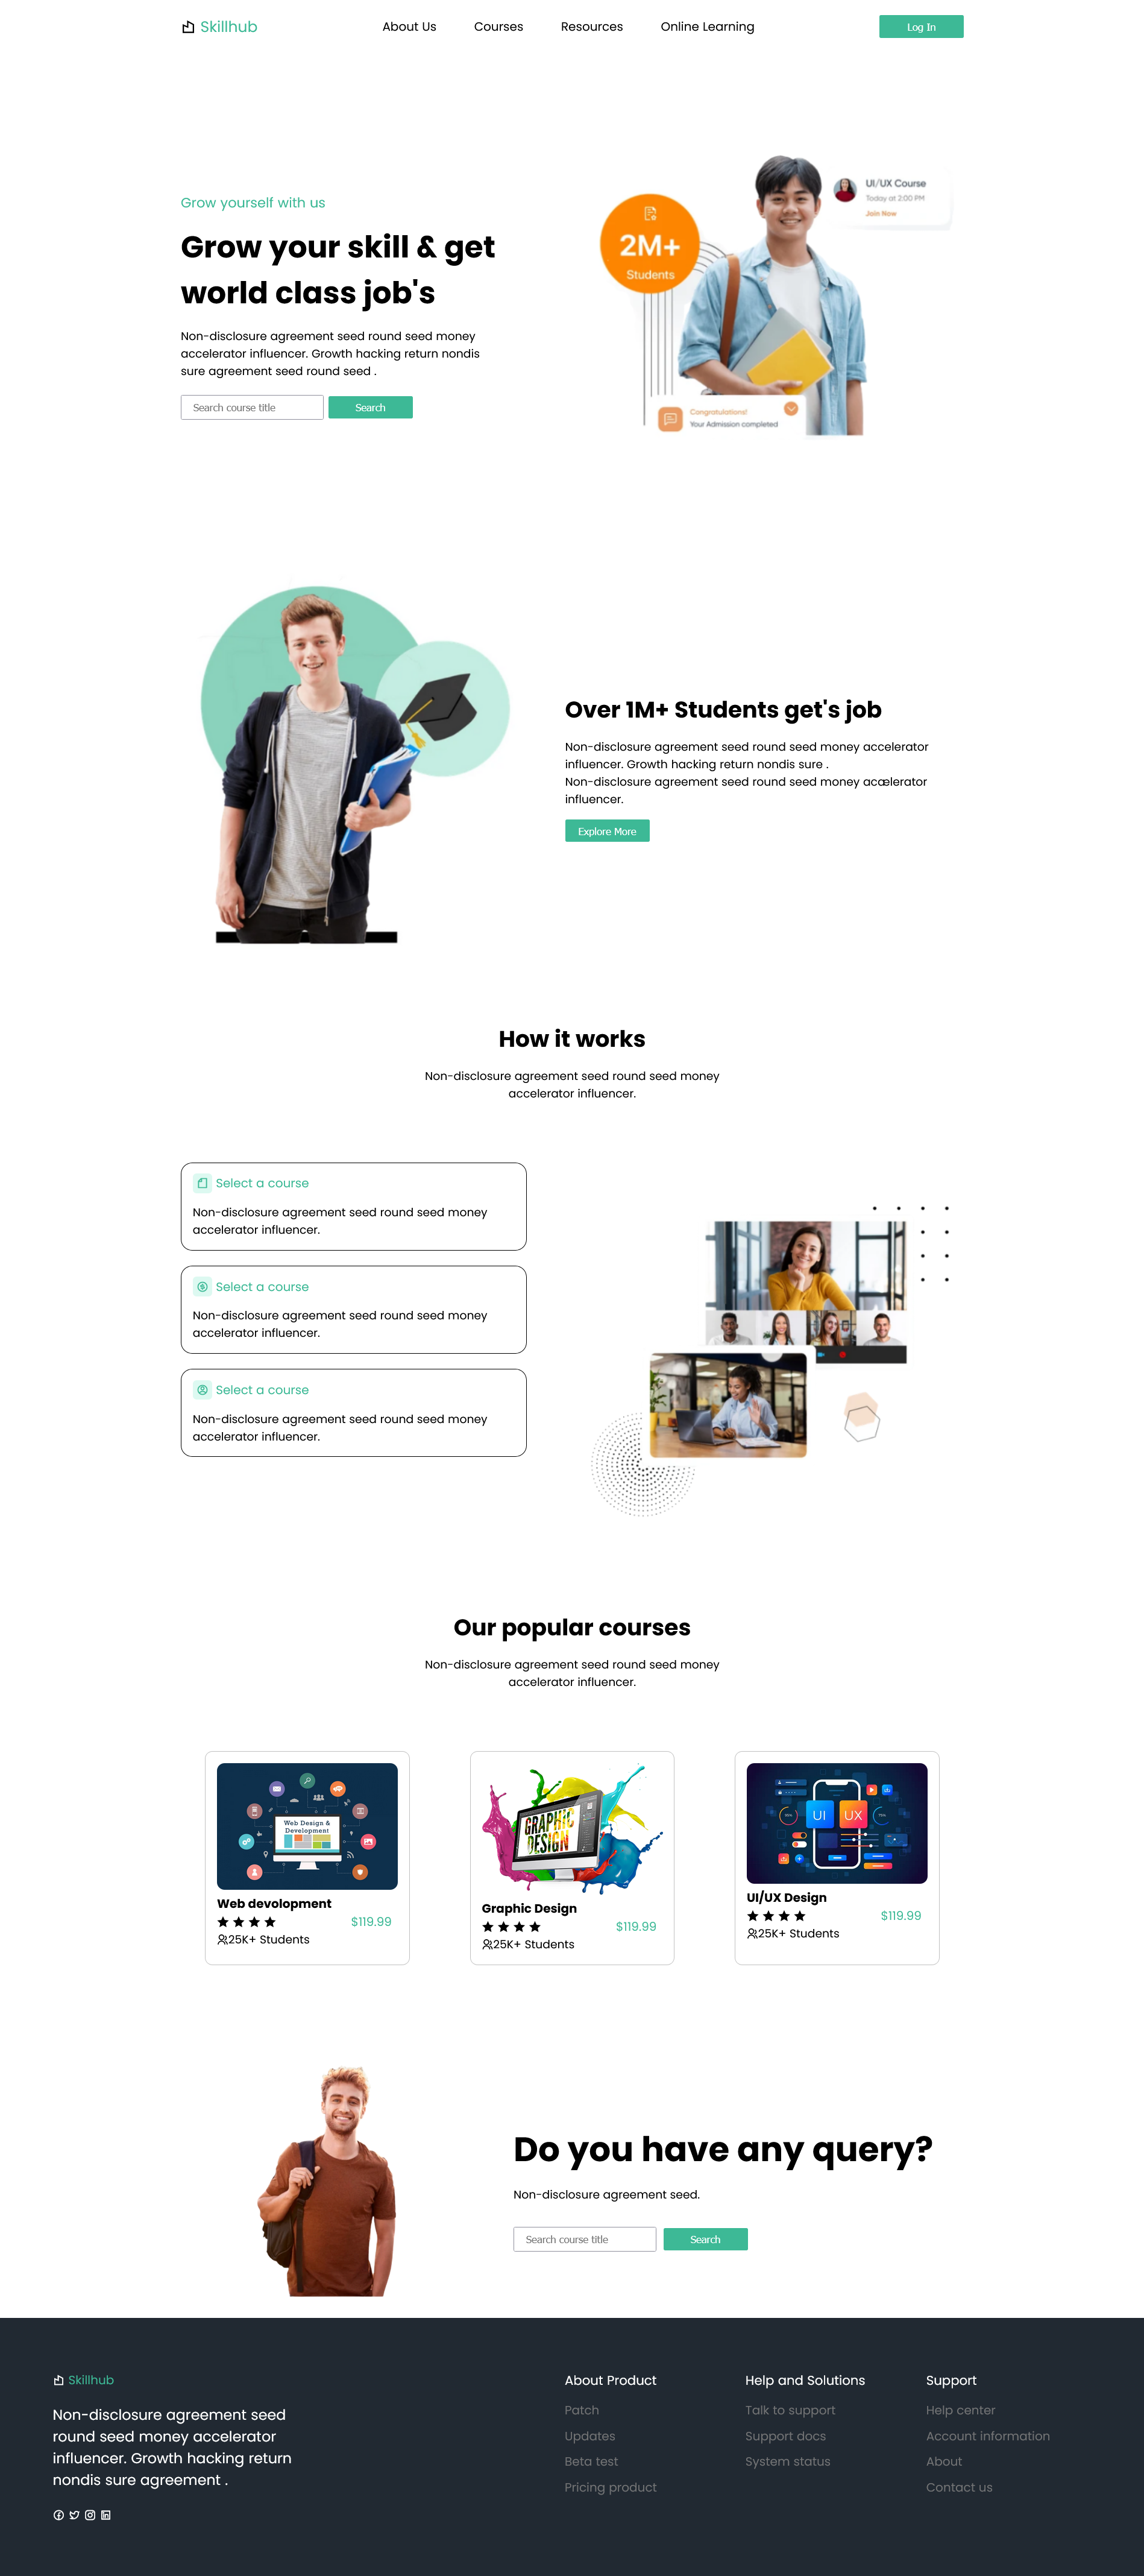 Skillhub
About Us
Courses
Resources
Online Learning
Log In
Grow yourself with us
Grow your skill & get
world class job's
Non-disclosure agreement seed round seed money
accelerator influencer. Growth hacking return nondis
sure agreement seed round seed .
Search course title
Search
2M+
Students
UI/UX Course
Today at 2:00 PM
Join Now
Congratulations!
Your Admission completed
Over 1M+ Students get's job
Non-disclosure agreement seed round seed money accelerator
influencer. Growth hacking return nondis sure .
Non-disclosure agreement seed round seed money acœlerator
influencer.
Explore More
How it works
Non-disclosure agreement seed round seed money
accelerator influencer.
Select a course
Non-disclosure agreement seed round seed money
accelerator influencer.
Select a course
Non-disclosure agreement seed round seed money
accelerator influencer.
Select a course
Non-disclosure agreement seed round seed money
accelerator influencer.
Our popular courses
Non-disclosure agreement seed round seed money
accelerator influencer.
Web Design &
Development
Web devolopment
$119.99
25K+ Students
GRAPHIC
DESIGN
Graphic Design
$119.99
25K+ Students
UI
UX
UI/UX Design
$119.99
25K+ Students
Do you have any query?
Non-disclosure agreement seed.
Search course title
Search
Skillhub
Non-disclosure agreement seed
round seed money accelerator
influencer. Growth hacking return
nondis sure agreement .
About Product
Patch
Updates
Beta test
Pricing product
Help and Solutions
Talk to support
Support docs
System status
Support
Help center
Account information
About
Contact us